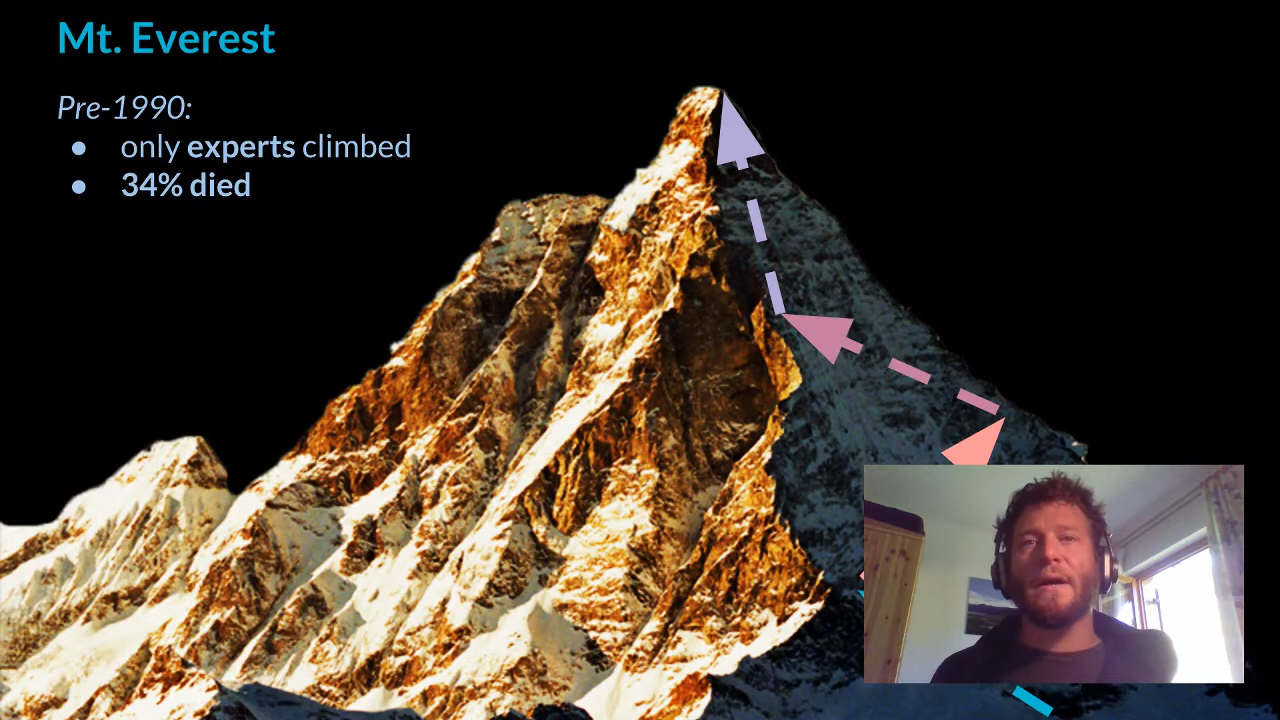 Mt. Everest
Pre-1990:
● only experts climbed
● 34% died